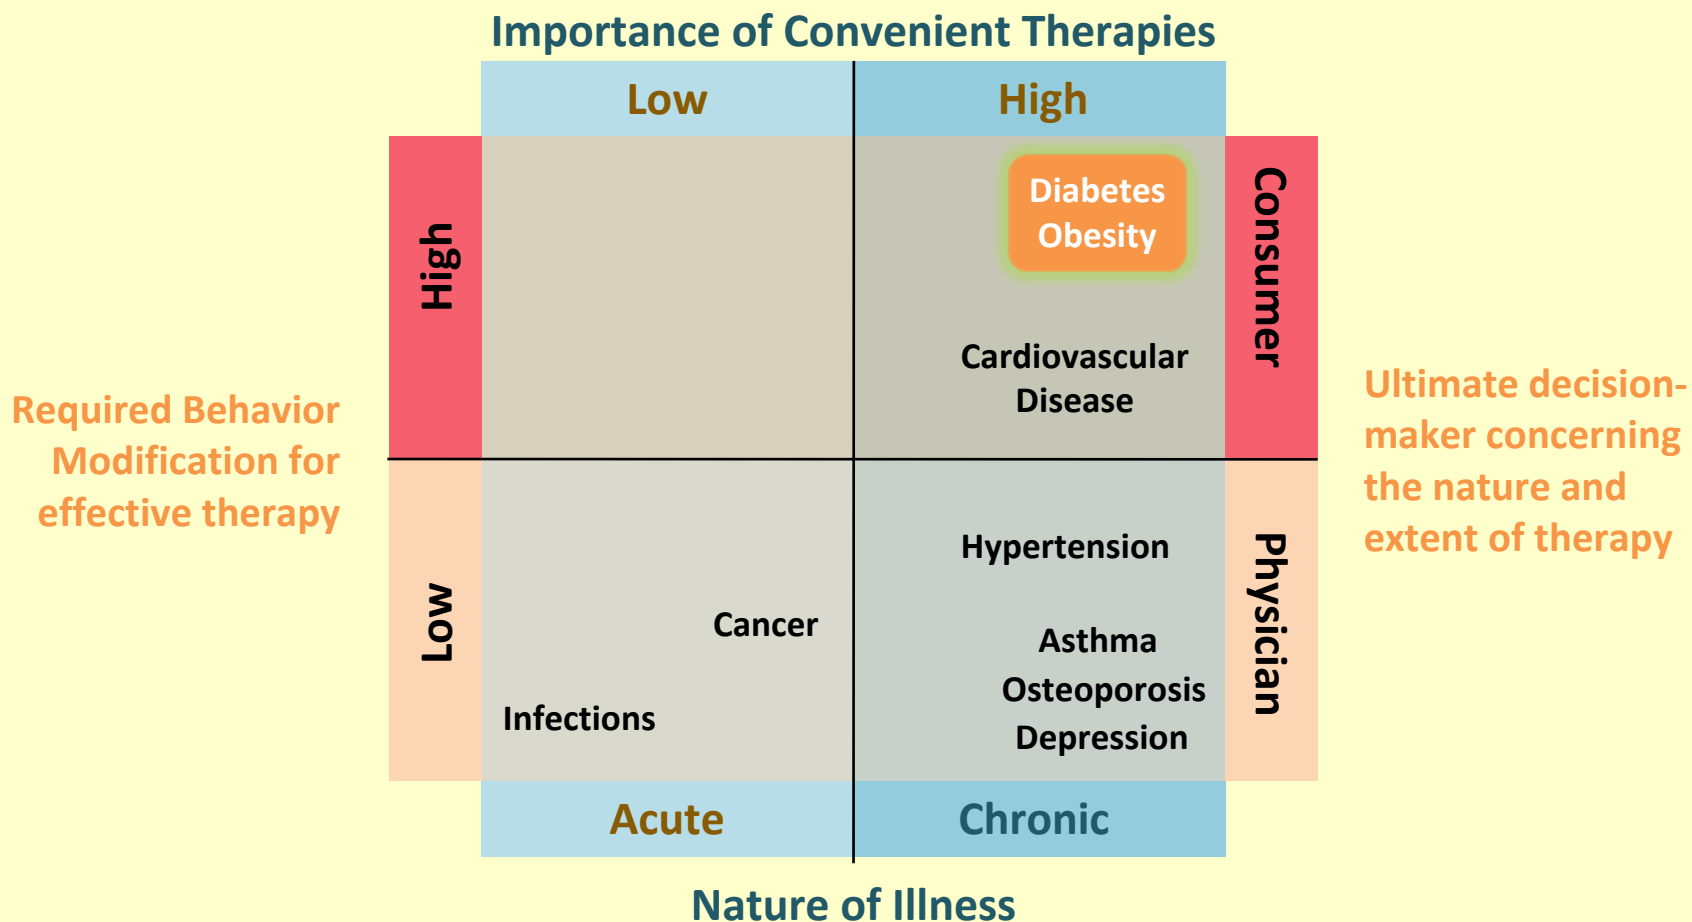 Importance of Convenient Therapies
Low
High
High
Diabetes
Obesity
Consumer
Cardiovascular
Disease
Required Behavior
Modification for
effective therapy
Ultimate decision-
maker concerning
the nature and
extent of therapy
Low
Hypertension
Cancer
Asthma
Osteoporosis
Infections
Depression
Physician
Acute
Chronic
Nature of Illness